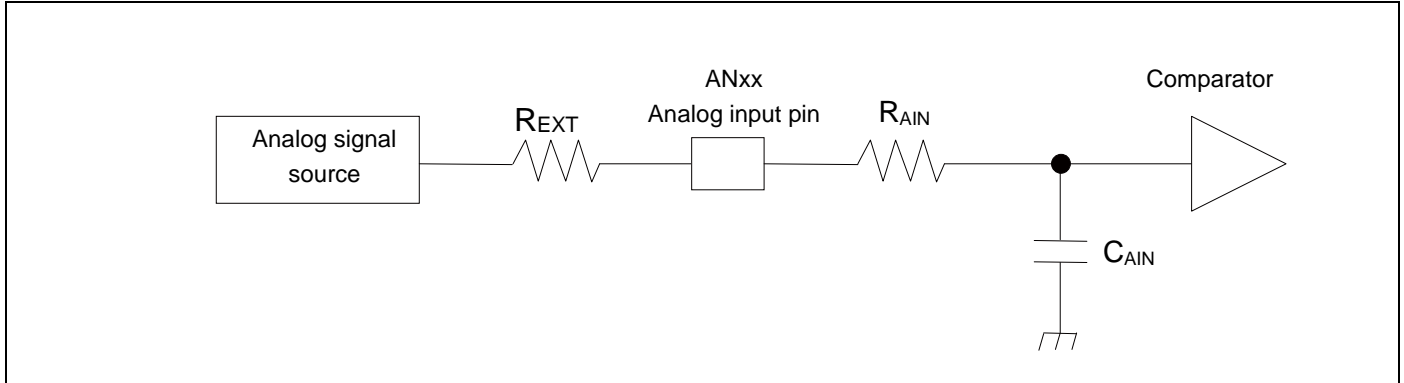 ANxx
Analog input pin
Comparator
Analog signal
source
REXT
RAIN
CAIN